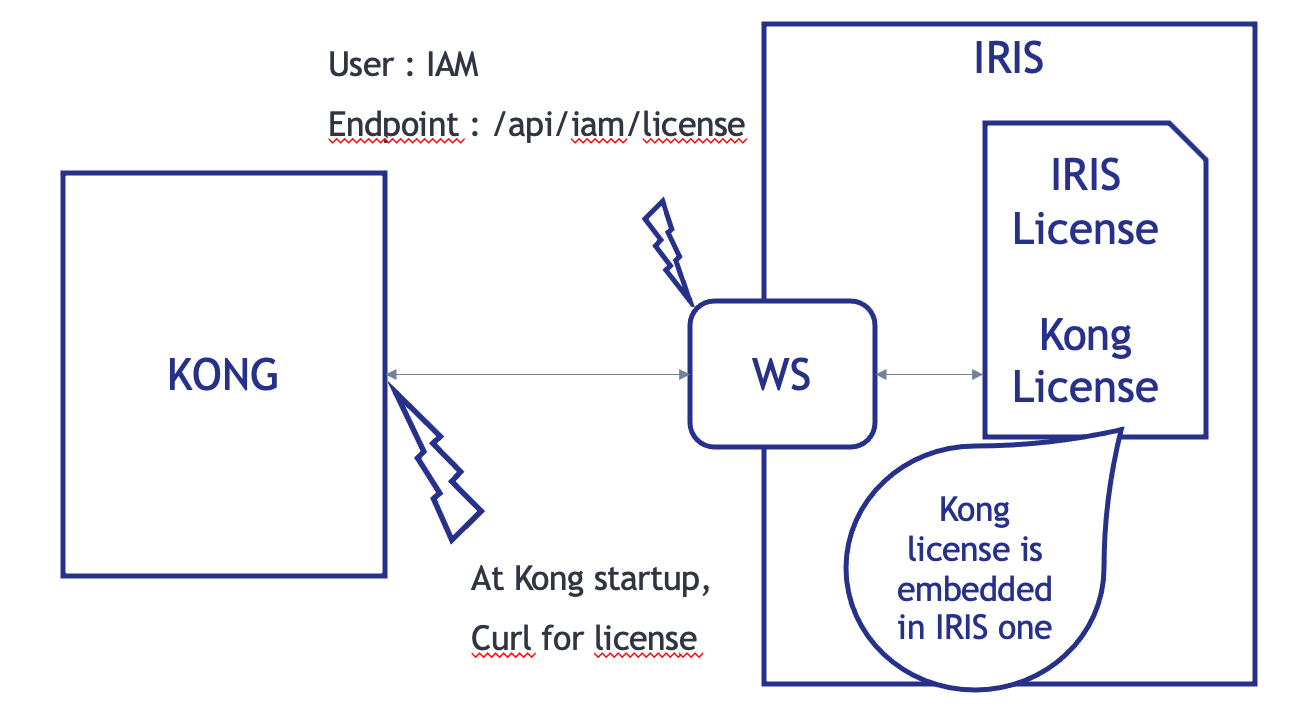 User : IAM
Endpoint : /api/iam/license
IRIS
IRIS
License
Kong
License
KONG
WS
At Kong startup,
Curl for license
Kong
license is
embedded
in IRIS one